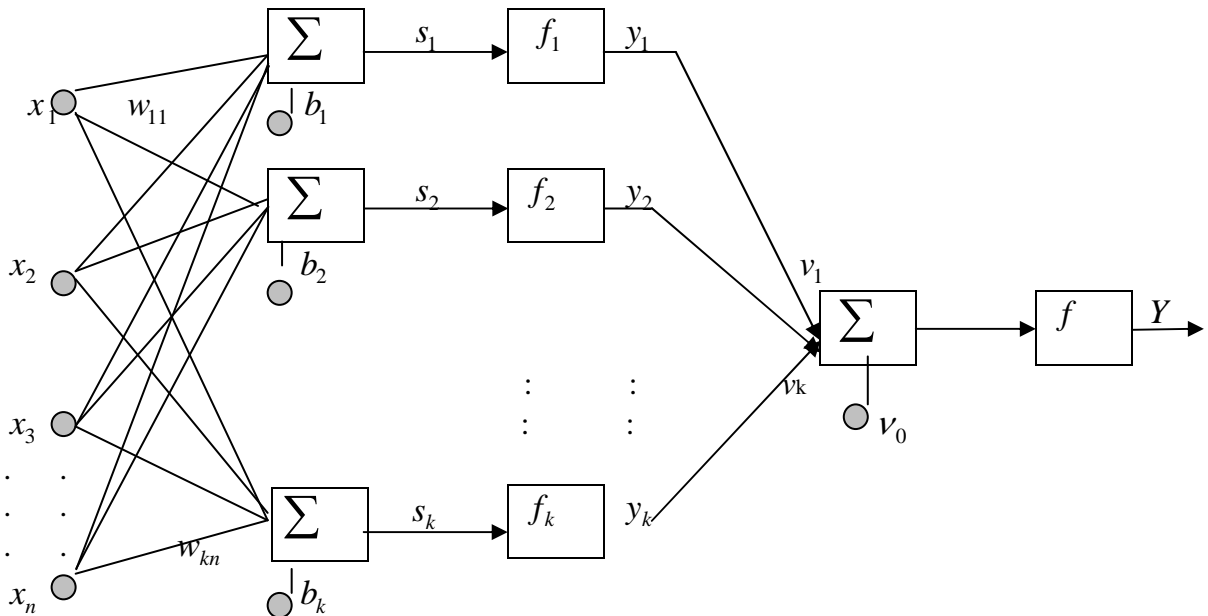 Σ s₁ f₁ y₁
x₁ w₁₁ b₁
Σ s₂ f₂ y₂
x₂ b₂ v₁
Σ f Y
: : vk
x₃ : : v₀
. .
. . Σ sₖ fₖ yₖ
. . wₖₙ
xₙ bₖ